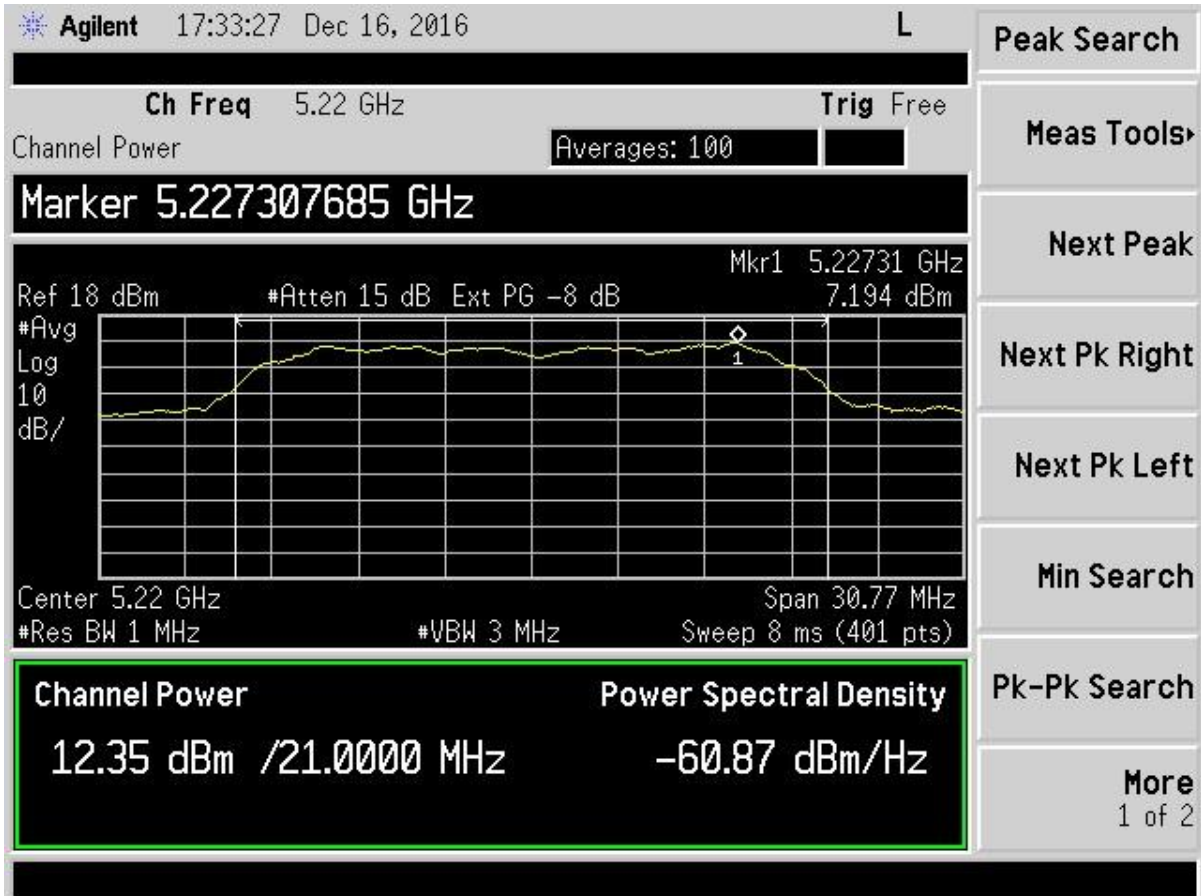 Agilent 17:33:27 Dec 16, 2016 L
Ch Freq 5.22 GHz Trig Free
Channel Power Averages: 100
Marker 5.227307685 GHz
Mkr1 5.22731 GHz
Ref 18 dBm #Atten 15 dB Ext PG -8 dB 7.194 dBm
#Avg
Log
10
dB/
1
Center 5.22 GHz Span 30.77 MHz
#Res BW 1 MHz #VBW 3 MHz Sweep 8 ms (401 pts)
Channel Power Power Spectral Density
12.35 dBm /21.0000 MHz -60.87 dBm/Hz
Peak Search
Meas Tools
Next Peak
Next Pk Right
Next Pk Left
Min Search
Pk-Pk Search
More
1 of 2